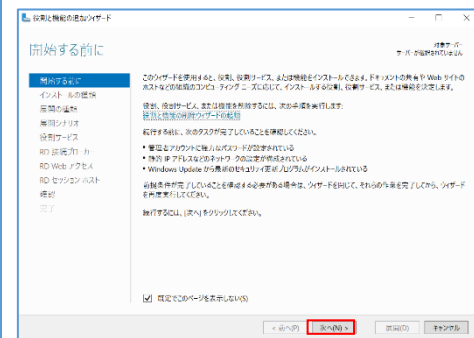 役割と機能の追加ウィザード
開始する前に
対象サーバー
サーバーが選択されていません
開始する前に
インストールの種類
展開の種類
展開シナリオ
役割サービス
RD 接続ブローカー
RD Web アクセス
RD セッション ホスト
確認
完了
このウィザードを使用すると、役割、役割サービス、または機能をインストールできます。ドキュメントの共有や Web サイトの
ホストなどの組織のコンピューティング ニーズに応じて、インストールする役割、役割サービス、または機能を決定します。
役割、役割サービス、または機能を削除するには、次の手順を実行します:
役割と機能の削除ウィザードの起動
続行する前に、次のタスクが完了していることを確認してください。
• 管理者アカウントに強力なパスワードが設定されている
• 静的 IP アドレスなどのネットワークの設定が構成されている
• Windows Update から最新のセキュリティ更新プログラムがインストールされている
前提条件が完了していることを確認する必要がある場合は、ウィザードを閉じて、それらの作業を完了してから、ウィザード
を再度実行してください。
続行するには、[次へ] をクリックしてください。
既定でこのページを表示しない(S)
< 前へ(P)
次へ(N) >
展開(D)
キャンセル